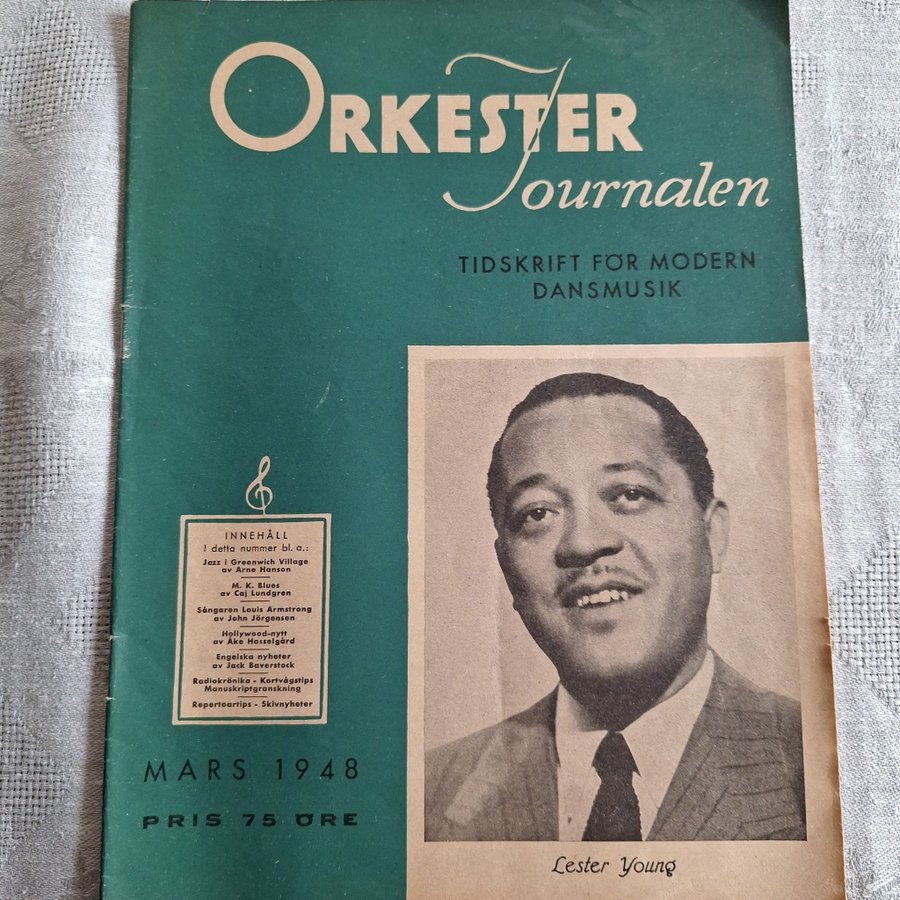 ORKESTER
Journalen
TIDSKRIFT FÖR MODERN
DANSMUSIK
INNEHÅLL
I detta nummer bl. a.:
Jazz i Greenwich Village
av Arne Hanson
M. K. Blues
av Caj Lundgren
Sångaren Louis Armstrong
av John Jörgensen
Hollywood-nytt
av Åke Hasselgård
Engelska nyheter
av Jack Baverstock
Radiokrönika - Kortvågstips
Manuskriptgranskning
Repertoartips - Skivnyheter
MARS 1948
PRIS 75 ÖRE
Lester Young